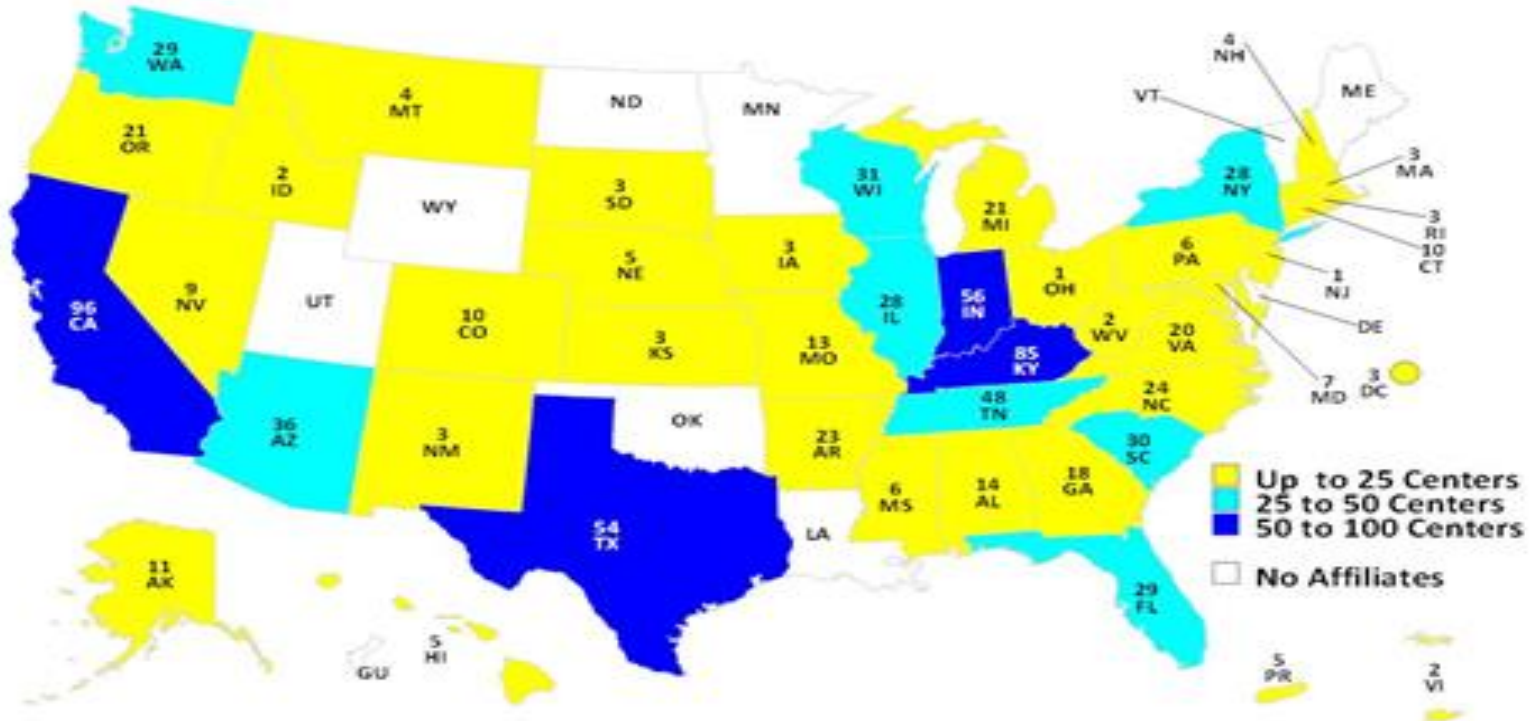 29
WA
4
MT
ND
MN
4
NH
VT
ME
21
OR
2
ID
WY
3
SD
31
WI
21
MI
28
NY
3
MA
3
RI
10
CT
9
NV
UT
5
NE
3
IA
6
PA
1
NJ
DE
96
CA
10
CO
3
KS
13
MO
28
IL
56
IN
1
OH
2
WV
20
VA
7
MD
3
DC
85
KY
36
AZ
3
NM
OK
23
AR
48
TN
24
NC
30
SC
54
TX
LA
6
MS
14
AL
18
GA
29
FL
Up to 25 Centers
25 to 50 Centers
50 to 100 Centers
No Affiliates
11
AK
GU
5
HI
5
PR
2
VI